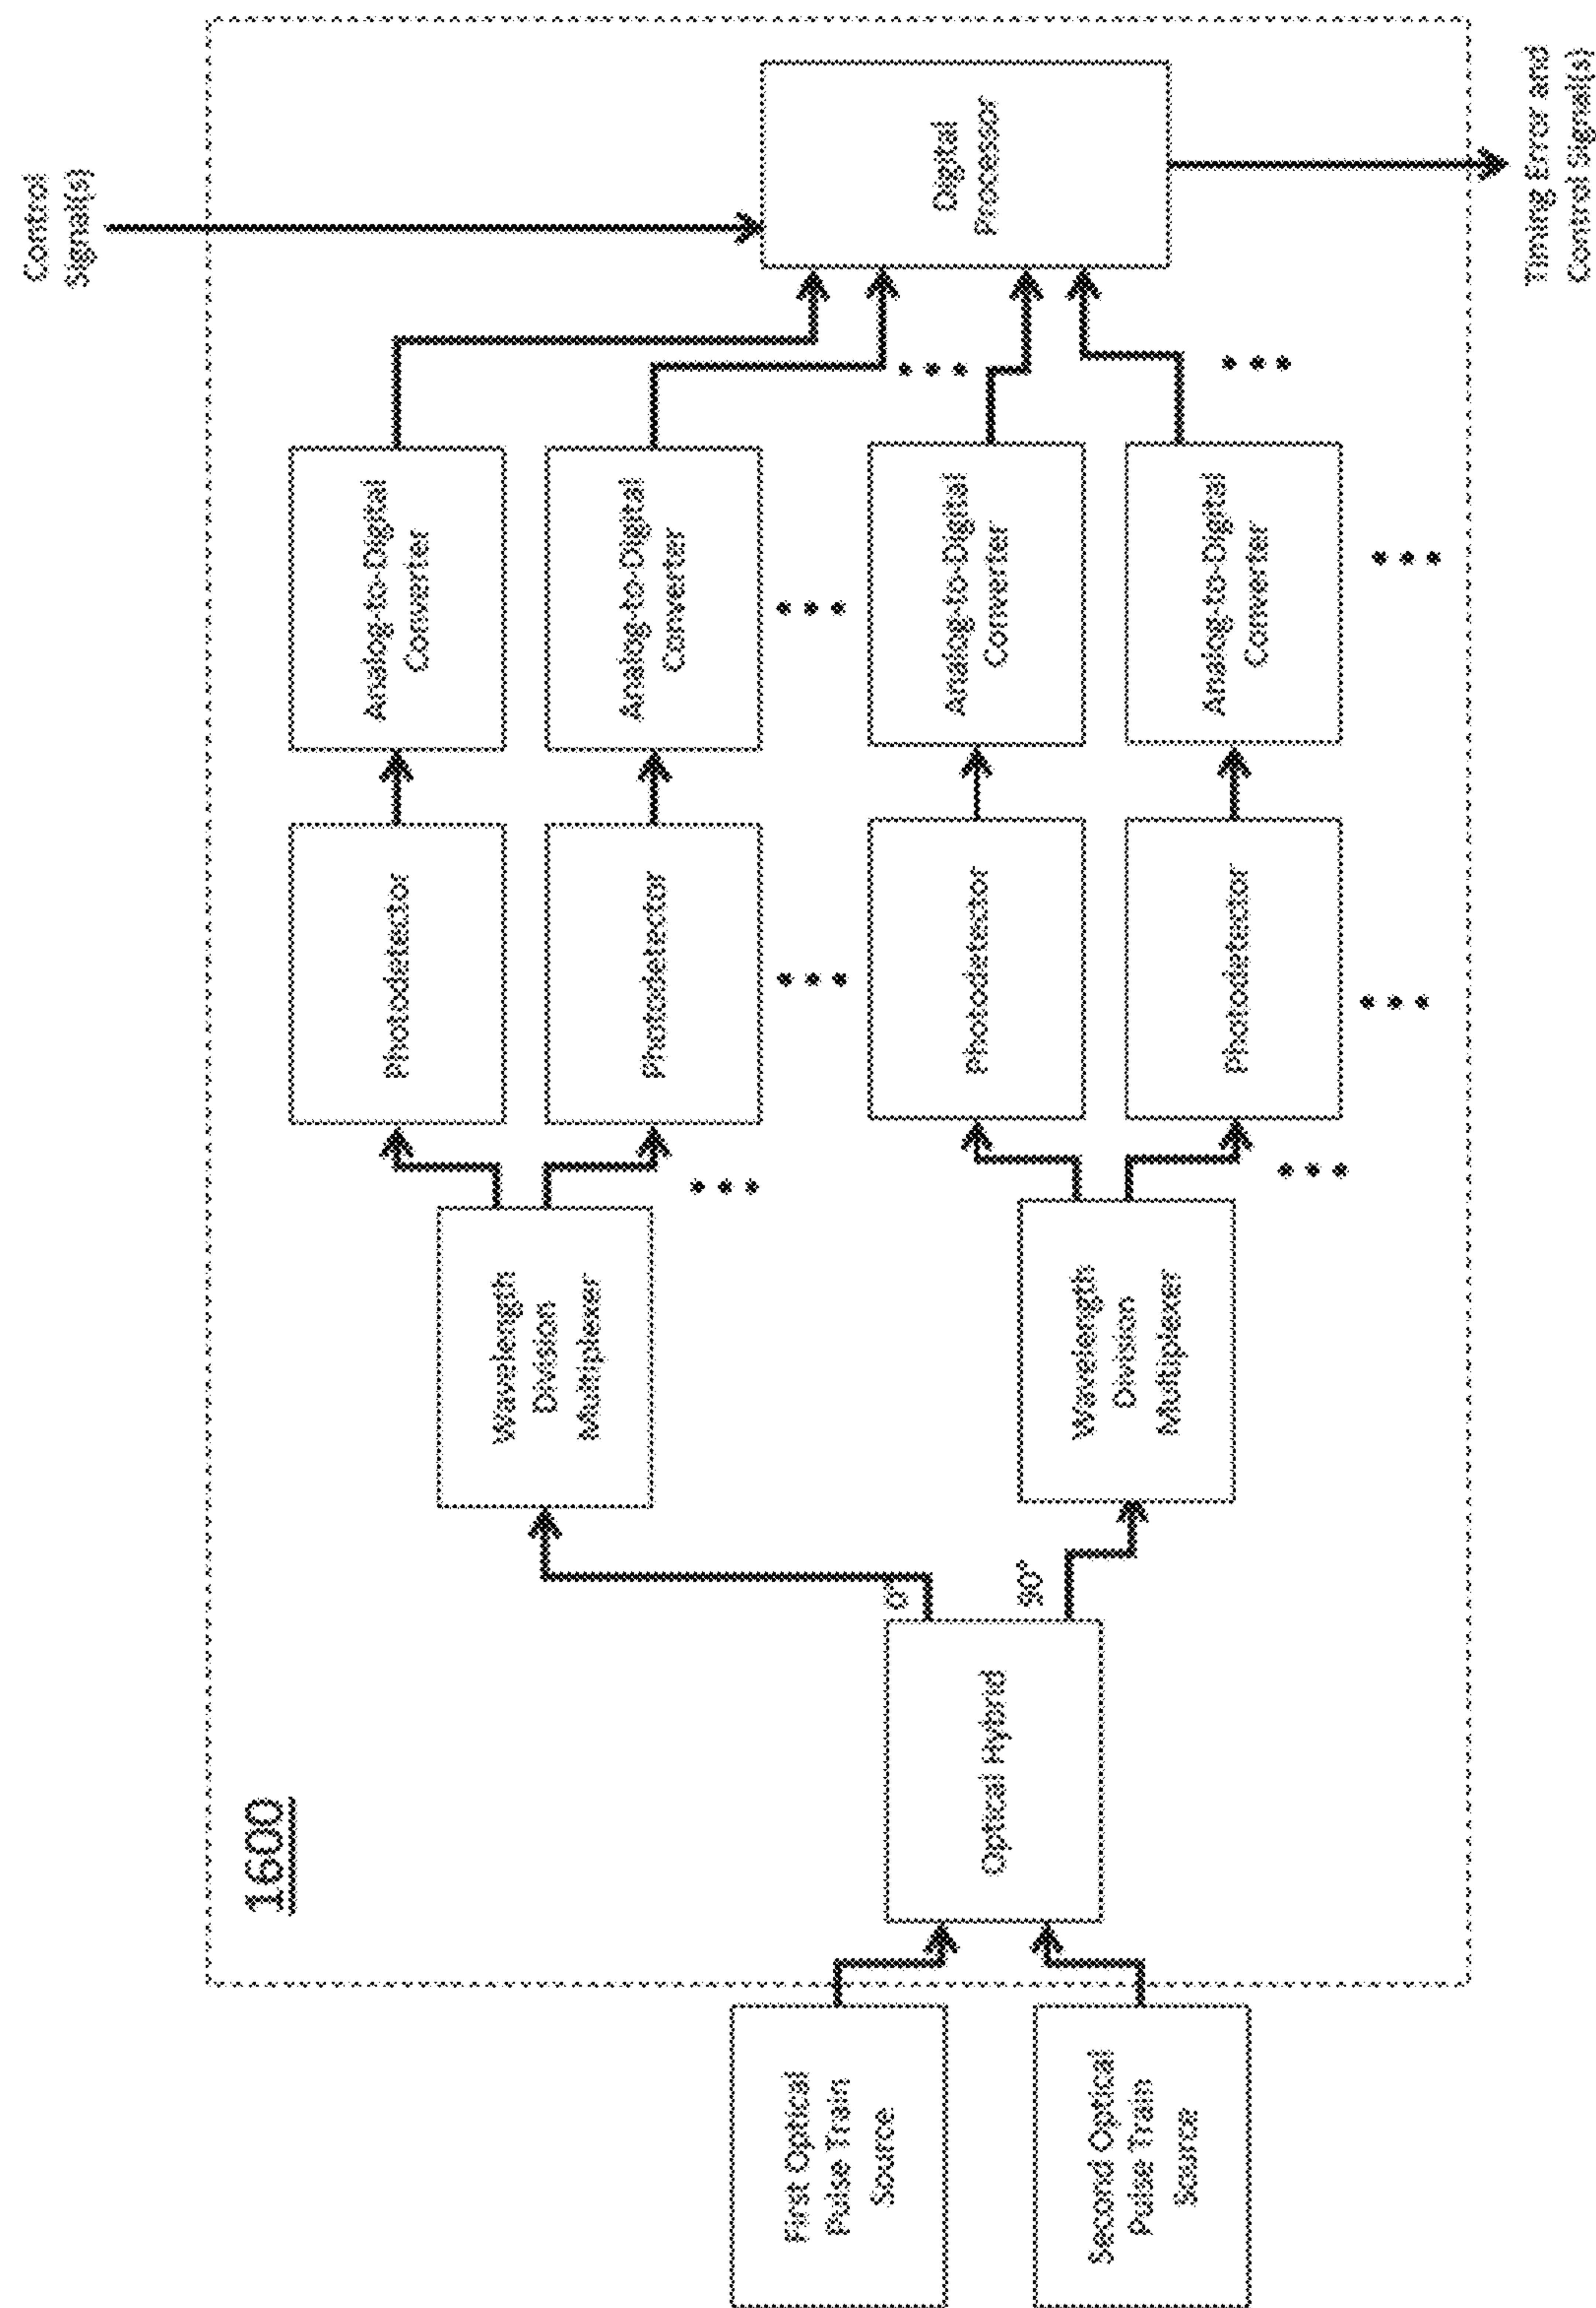 1600
First Optical
Pulse Train
Source
Second Optical
Pulse Train
Source
Optical Hybrid
0°
90°
Wavelength
Division
Multiplexer
Wavelength
Division
Multiplexer
Photodetector
Photodetector
Photodetector
Photodetector
Analog-to-Digital
Converter
Analog-to-Digital
Converter
Analog-to-Digital
Converter
Analog-to-Digital
Converter
Control
Signal(s)
Digital
Processor
Timing Error and
Control Signal(s)